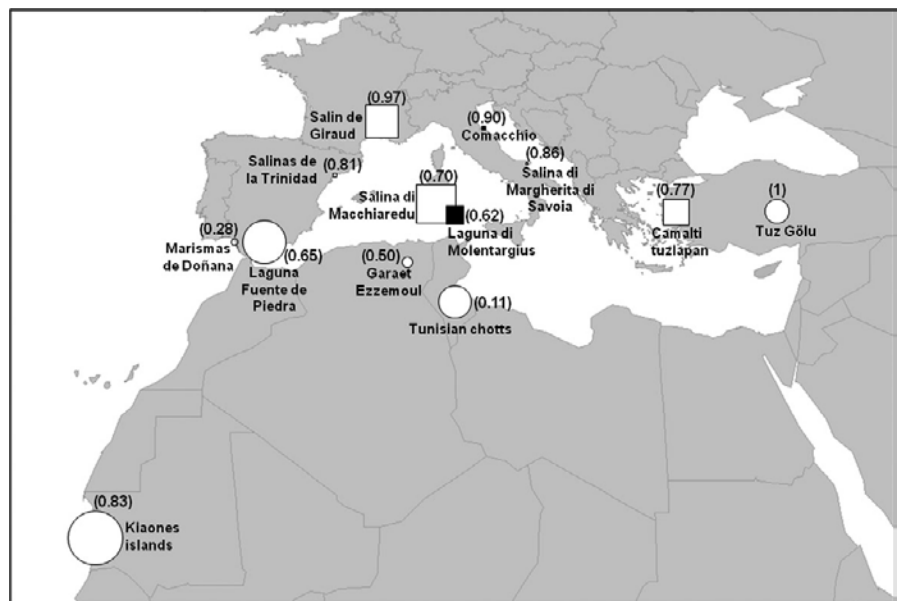 (0.97)
Salin de
Giraud
(0.90)
Comacchio
Salinas de
la Trinidad
(0.81)
(0.86)
Salina di
Margherita di
Savoia
(0.70)
Salina di
Macchiaredu
(0.62)
Laguna di
Molentargius
(0.77)
Çamalti
tuzlapan
(1)
Tuz Gölu
(0.28)
Marismas
de Doñana
(0.65)
Laguna
Fuente de
Piedra
(0.50)
Garaet
Ezzemoul
(0.11)
Tunisian chotts
(0.83)
Kiaones
islands